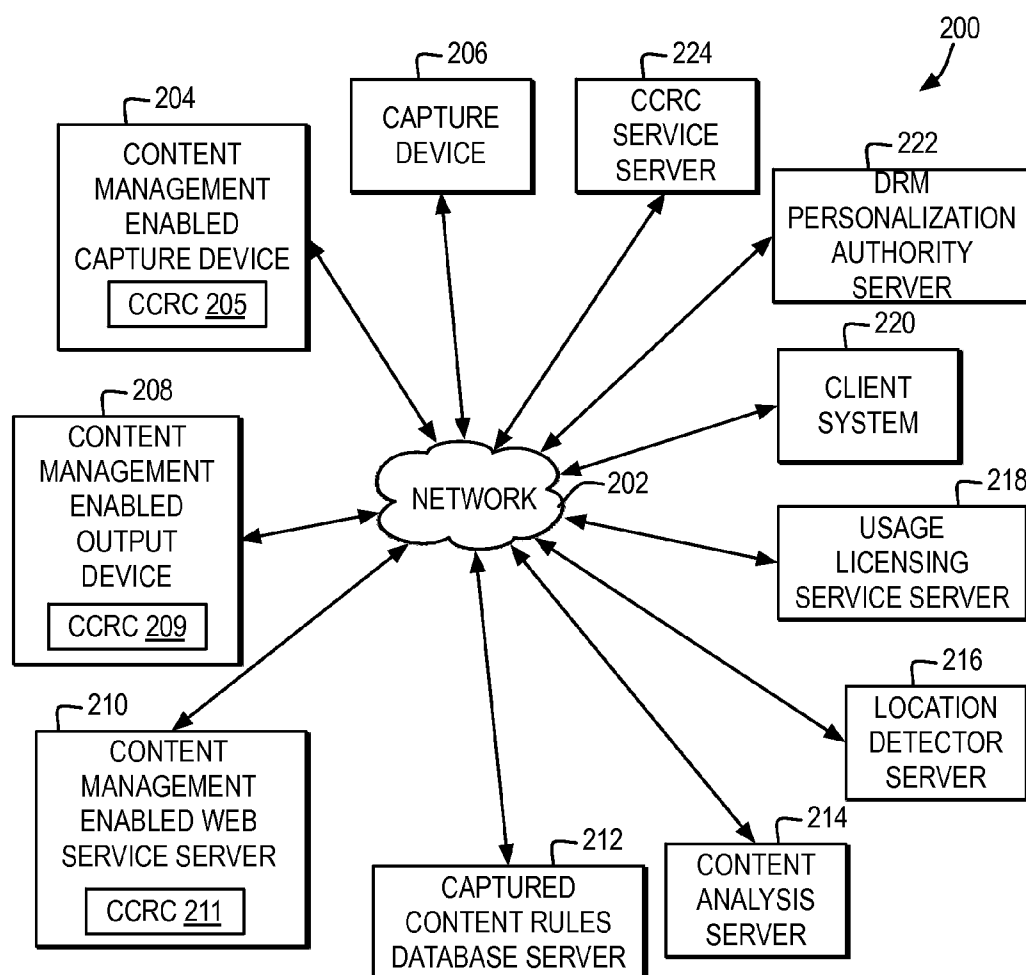 200
204
CONTENT
MANAGEMENT
ENABLED
CAPTURE DEVICE
CCRC 205
206
CAPTURE
DEVICE
224
CCRC
SERVICE
SERVER
222
DRM
PERSONALIZATION
AUTHORITY
SERVER
220
CLIENT
SYSTEM
208
CONTENT
MANAGEMENT
ENABLED
OUTPUT
DEVICE
CCRC 209
NETWORK
202
218
USAGE
LICENSING
SERVICE SERVER
216
LOCATION
DETECTOR
SERVER
210
CONTENT
MANAGEMENT
ENABLED WEB
SERVICE SERVER
CCRC 211
212
CAPTURED
CONTENT RULES
DATABASE SERVER
214
CONTENT
ANALYSIS
SERVER